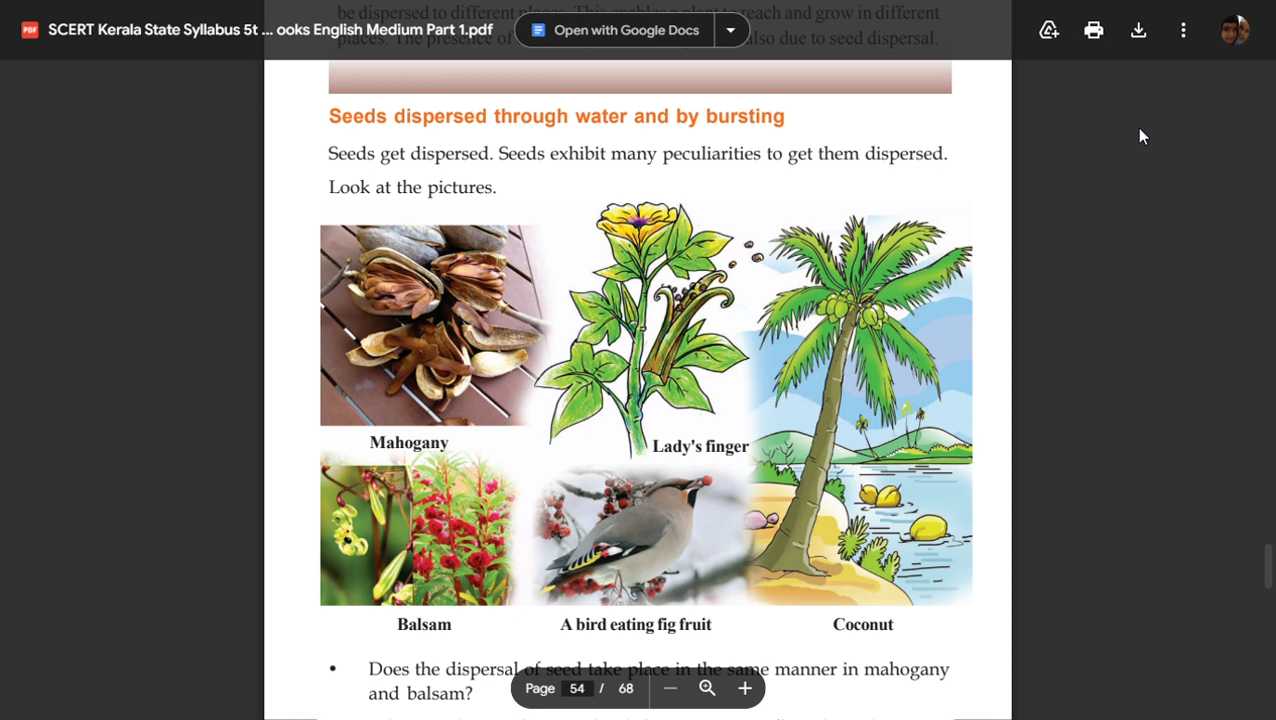 be dispersed to different places. This enables a plant to reach and grow in different
SCERT Kerala State Syllabus 5t ... ooks English Medium Part 1.pdf
Open with Google Docs
places. The presence of
also due to seed dispersal.
Seeds dispersed through water and by bursting
Seeds get dispersed. Seeds exhibit many peculiarities to get them dispersed.
Look at the pictures.
Mahogany
Lady's finger
Balsam
A bird eating fig fruit
Coconut
• Does the dispersal of seed take place in the same manner in mahogany
and balsam?
Page 54 / 68